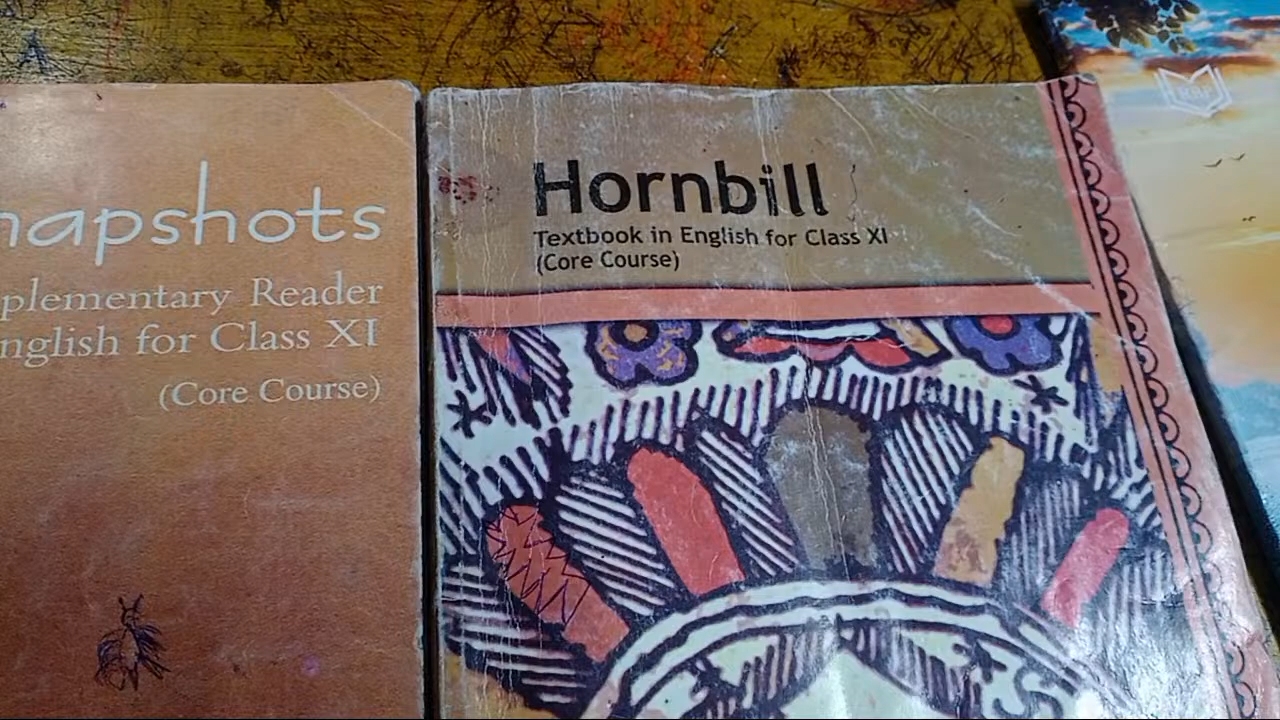 napshots
plementary Reader
nglish for Class XI
(Core Course)
Hornbill
Textbook in English for Class XI
(Core Course)